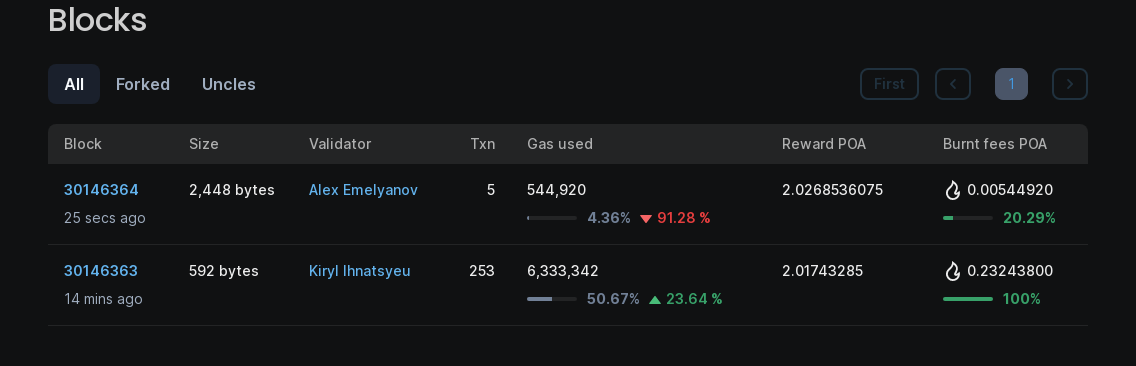 Blocks
All Forked Uncles First 1
Block Size Validator Txn Gas used Reward POA Burnt fees POA
30146364 2,448 bytes Alex Emelyanov 5 544,920 2.0268536075 0.00544920
25 secs ago 4.36% 91.28 % 20.29%
30146363 592 bytes Kiryl Ihnatsyeu 253 6,333,342 2.01743285 0.23243800
14 mins ago 50.67% 23.64 % 100%